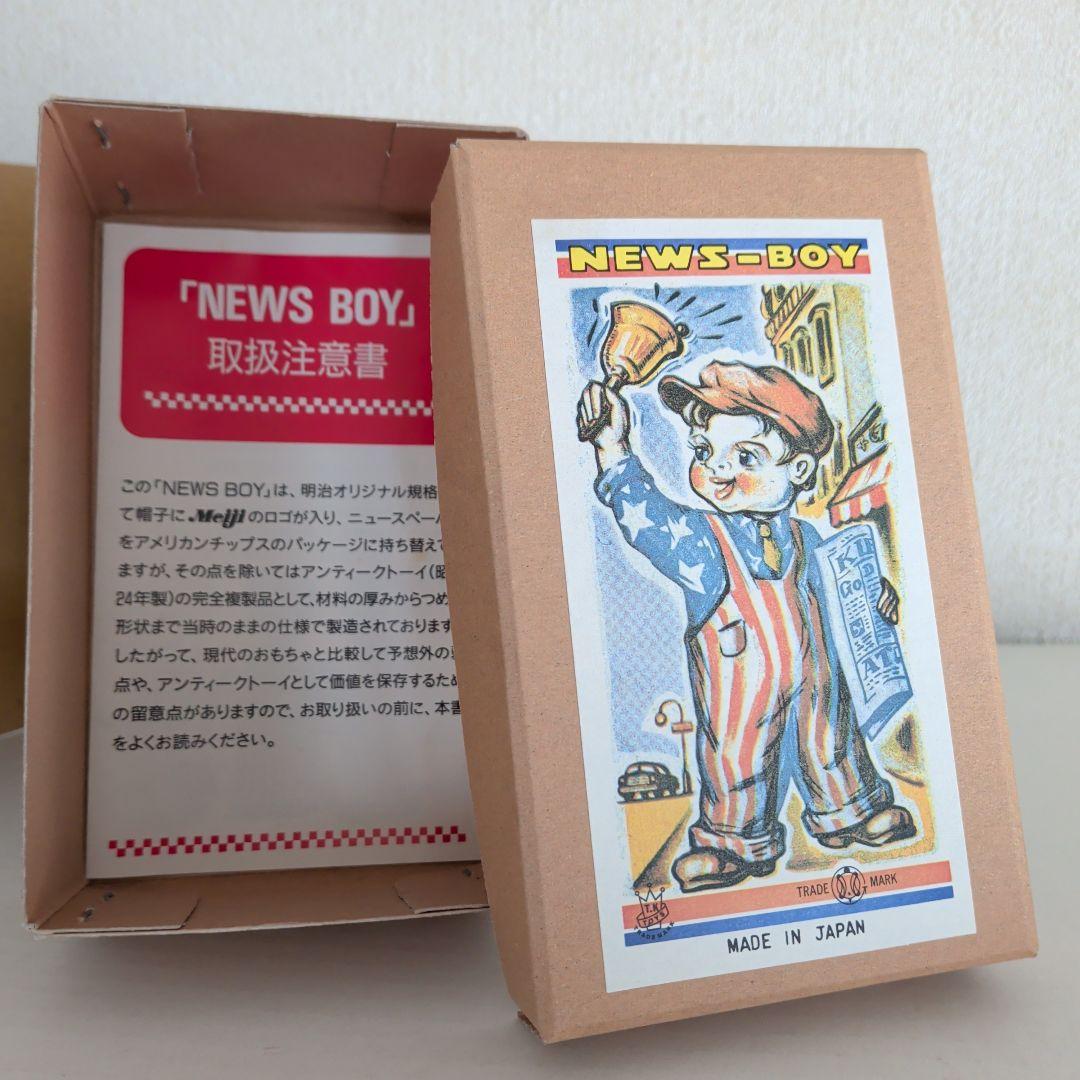 「NEWS BOY」
取扱注意書
この「NEWS BOY」は、明治オリジナル規格
て帽子にMeijiのロゴが入り、ニュースペーパ
をアメリカンチップスのパッケージに持ち替えて
ますが、その点を除いてはアンティークトーイ(昭
24年製)の完全複製品として、材料の厚みからつめ
形状まで当時のままの仕様で製造されております
したがって、現代のおもちゃと比較して予想外の
点や、アンティークトーイとして価値を保存するため
の留意点がありますので、お取り扱いの前に、本書
をよくお読みください。
NEWS-BOY
TRADE MARK
T.K
TOYS
TRADE MARK
MADE IN JAPAN